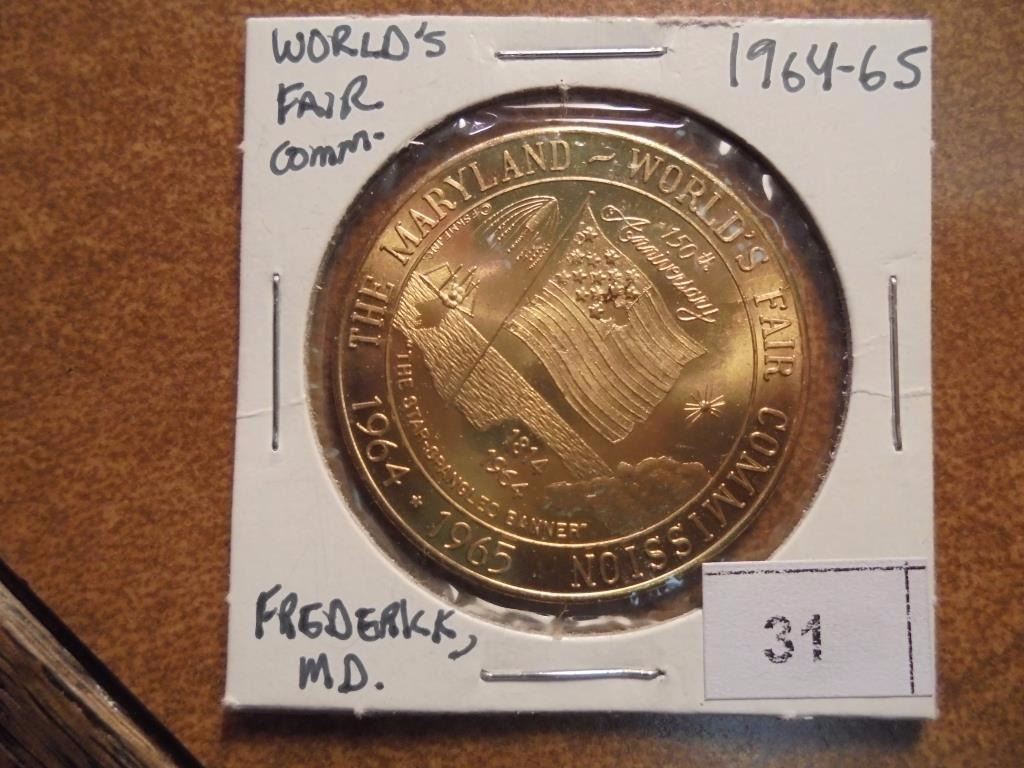 WORLD'S
FAIR
COMM-
1964-65
THE MARYLAND ~ WORLD'S FAIR COMMISSION
1964 * 1965
150th
Anniversary
"THE STAR-SPANGLED BANNER"
1814
1964
FREDERICK,
MD.
31